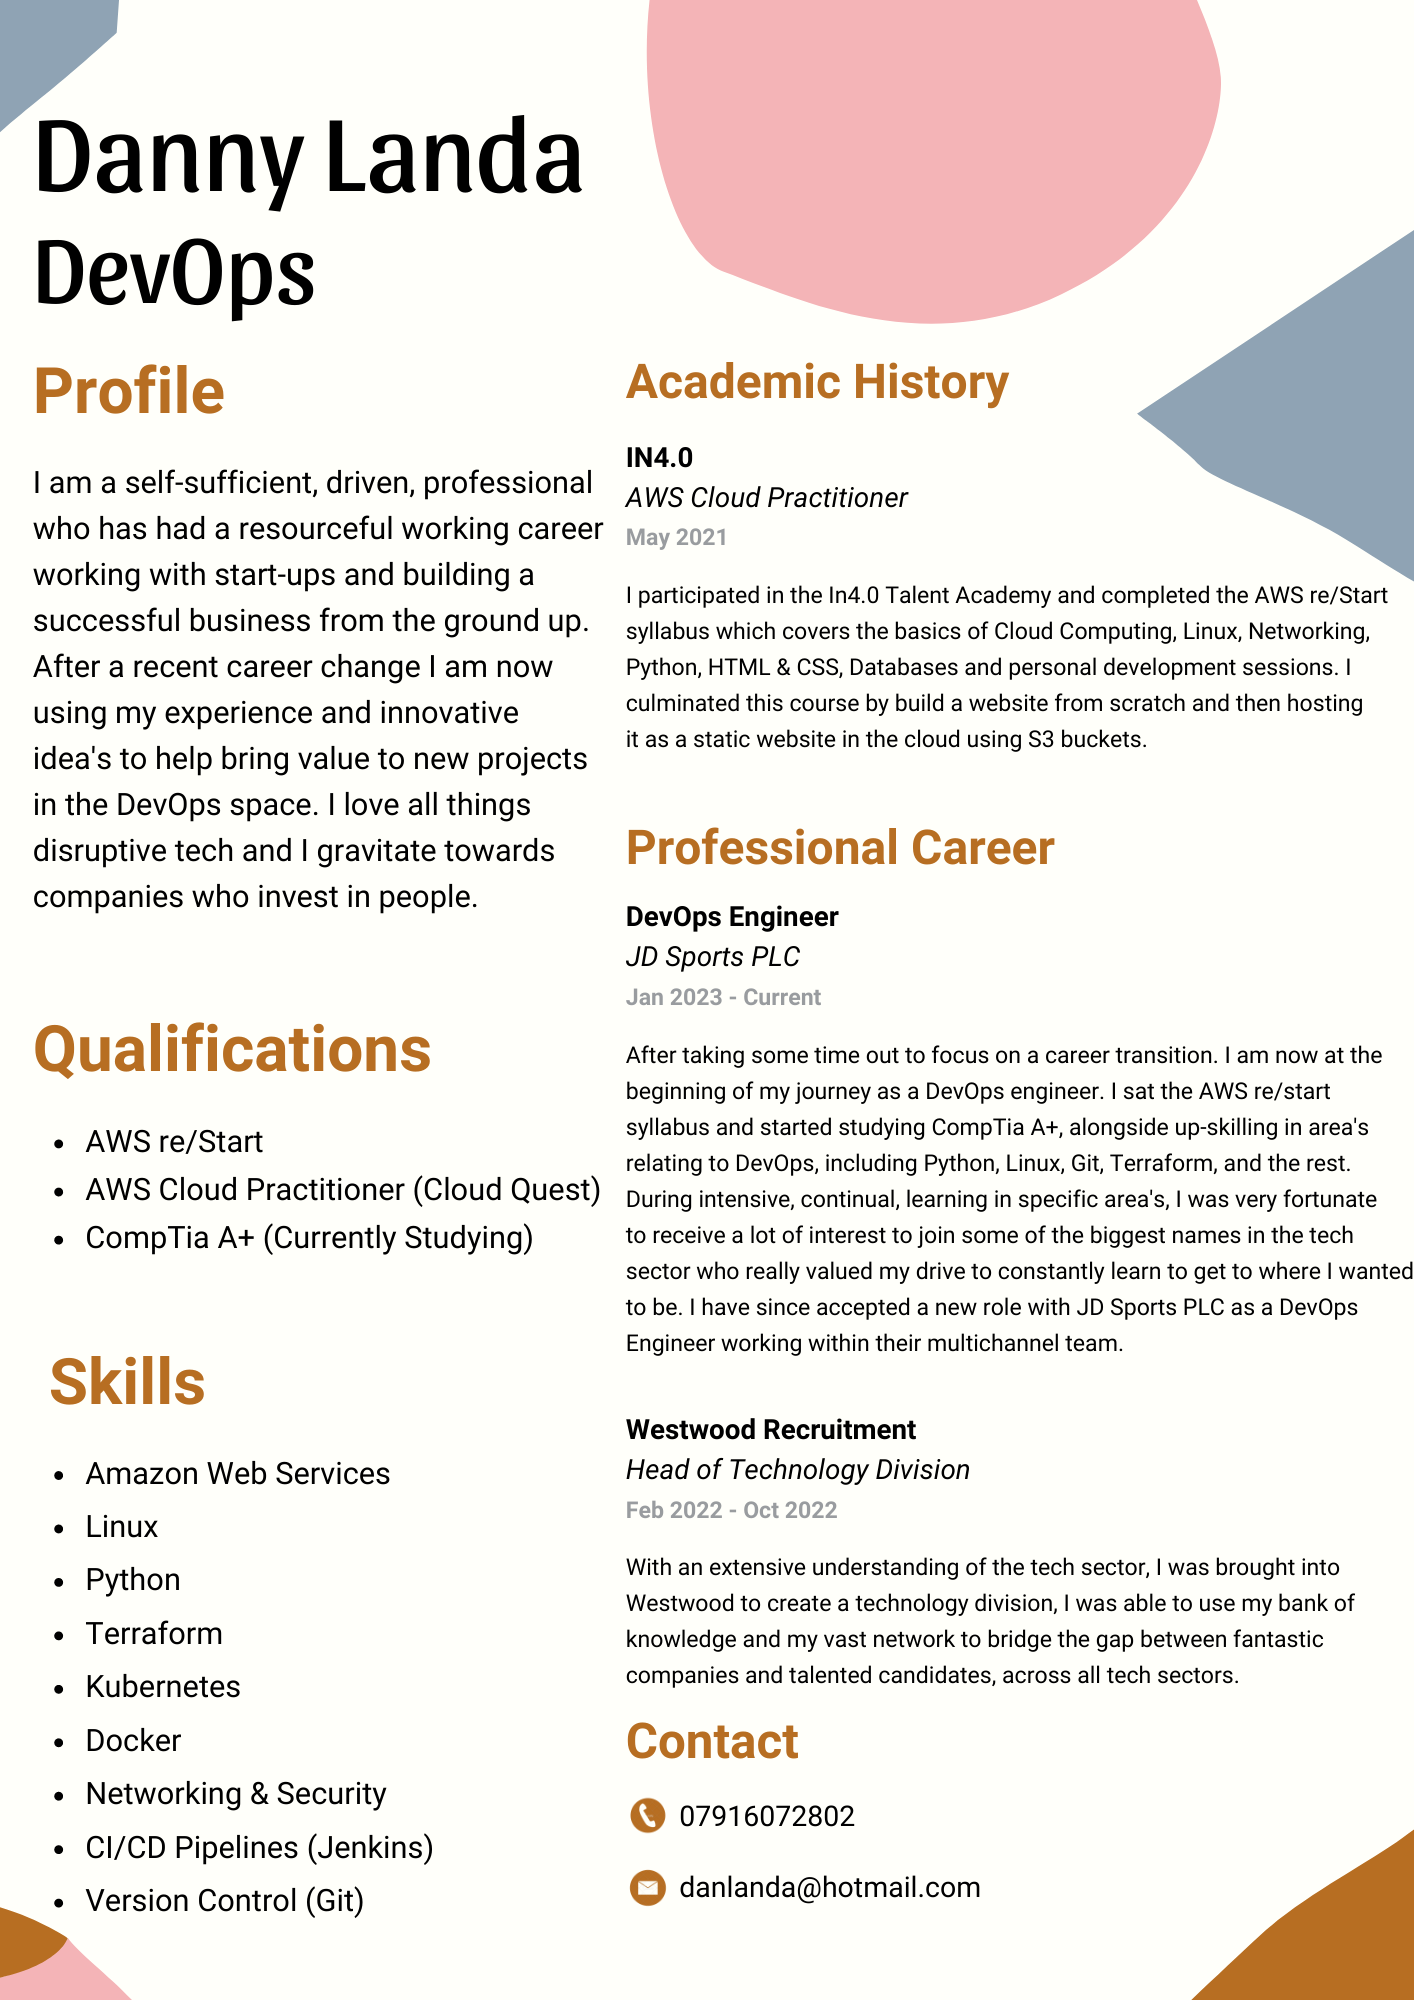 Danny Landa
DevOps
Profile
I am a self-sufficient, driven, professional
who has had a resourceful working career
working with start-ups and building a
successful business from the ground up.
After a recent career change I am now
using my experience and innovative
idea's to help bring value to new projects
in the DevOps space. I love all things
disruptive tech and I gravitate towards
companies who invest in people.
Qualifications
• AWS re/Start
• AWS Cloud Practitioner (Cloud Quest)
• CompTia A+ (Currently Studying)
Skills
• Amazon Web Services
• Linux
• Python
• Terraform
• Kubernetes
• Docker
• Networking & Security
• CI/CD Pipelines (Jenkins)
• Version Control (Git)
Academic History
IN4.0
AWS Cloud Practitioner
May 2021
I participated in the In4.0 Talent Academy and completed the AWS re/Start
syllabus which covers the basics of Cloud Computing, Linux, Networking,
Python, HTML & CSS, Databases and personal development sessions. I
culminated this course by build a website from scratch and then hosting
it as a static website in the cloud using S3 buckets.
Professional Career
DevOps Engineer
JD Sports PLC
Jan 2023 - Current
After taking some time out to focus on a career transition. I am now at the
beginning of my journey as a DevOps engineer. I sat the AWS re/start
syllabus and started studying CompTia A+, alongside up-skilling in area's
relating to DevOps, including Python, Linux, Git, Terraform, and the rest.
During intensive, continual, learning in specific area's, I was very fortunate
to receive a lot of interest to join some of the biggest names in the tech
sector who really valued my drive to constantly learn to get to where I wanted
to be. I have since accepted a new role with JD Sports PLC as a DevOps
Engineer working within their multichannel team.
Westwood Recruitment
Head of Technology Division
Feb 2022 - Oct 2022
With an extensive understanding of the tech sector, I was brought into
Westwood to create a technology division, I was able to use my bank of
knowledge and my vast network to bridge the gap between fantastic
companies and talented candidates, across all tech sectors.
Contact
07916072802
danlanda@hotmail.com